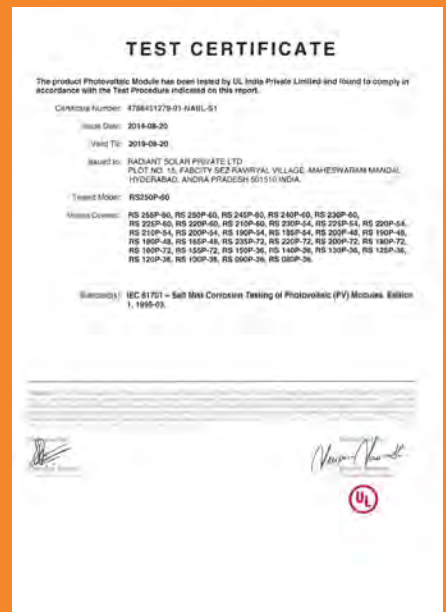 TEST CERTIFICATE
The product Photovoltaic Module has been tested by UL India Private Limited and found to comply in
accordance with the Test Procedure indicated on this report.
Certificate Number: 4786451279-01-NABL-S1
Issue Date: 2014-08-20
Valid Till: 2019-08-20
Issued to: RADIANT SOLAR PRIVATE LTD
PLOT NO. 15, FABCITY SEZ RAVIRYAL VILLAGE, MAHESWARAM MANDAL
HYDERABAD, ANDRA PRADESH 501510 INDIA.
Tested Model: RS250P-60
Models Covered: RS 255P-60, RS 250P-60, RS 245P-60, RS 240P-60, RS 230P-60,
RS 225P-60, RS 220P-60, RS 210P-60, RS 230P-54, RS 225P-54, RS 220P-54,
RS 210P-54, RS 200P-54, RS 190P-54, RS 185P-54, RS 200P-48, RS 190P-48,
RS 180P-48, RS 165P-48, RS 235P-72, RS 220P-72, RS 200P-72, RS 190P-72,
RS 160P-72, RS 155P-72, RS 150P-36, RS 140P-36, RS 130P-36, RS 125P-36,
RS 120P-36, RS 100P-36, RS 090P-36, RS 080P-36.
Standard(s): IEC 61701 – Salt Mist Corrosion Testing of Photovoltaic (PV) Modules, Edition
1, 1995-03.
UL